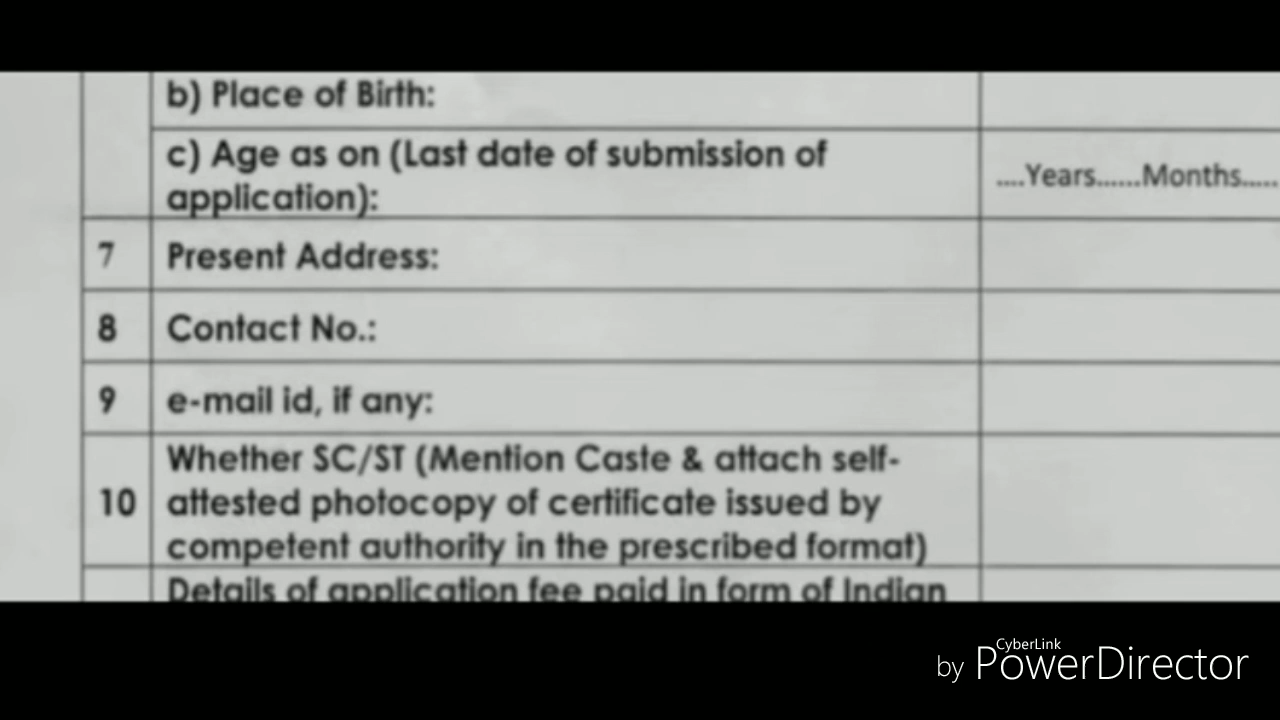 b) Place of Birth:
c) Age as on (Last date of submission of
application):
....Years......Months.....
7 Present Address:
8 Contact No.:
9 e-mail id, if any:
Whether SC/ST (Mention Caste & attach self-
10 attested photocopy of certificate issued by
competent authority in the prescribed format)
Details of application fee paid in form of Indian
CyberLink
by PowerDirector